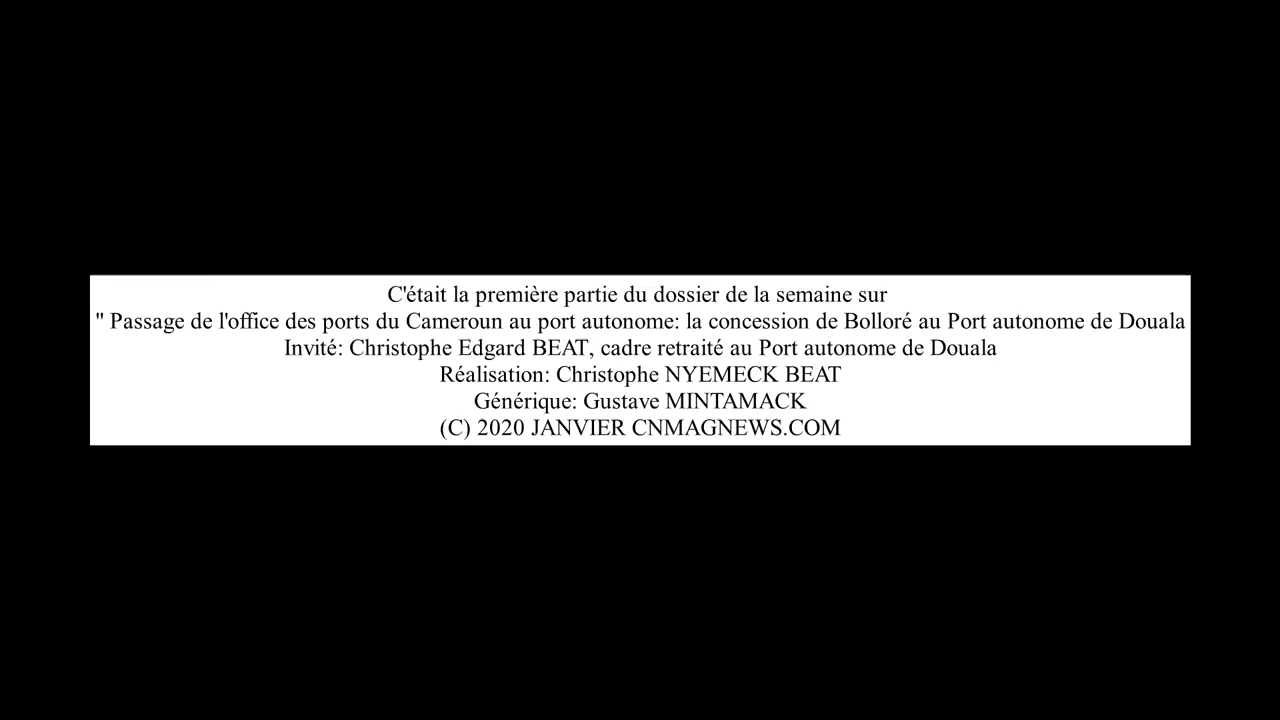 C'était la première partie du dossier de la semaine sur
" Passage de l'office des ports du Cameroun au port autonome: la concession de Bolloré au Port autonome de Douala
Invité: Christophe Edgard BEAT, cadre retraité au Port autonome de Douala
Réalisation: Christophe NYEMECK BEAT
Générique: Gustave MINTAMACK
(C) 2020 JANVIER CNMAGNEWS.COM